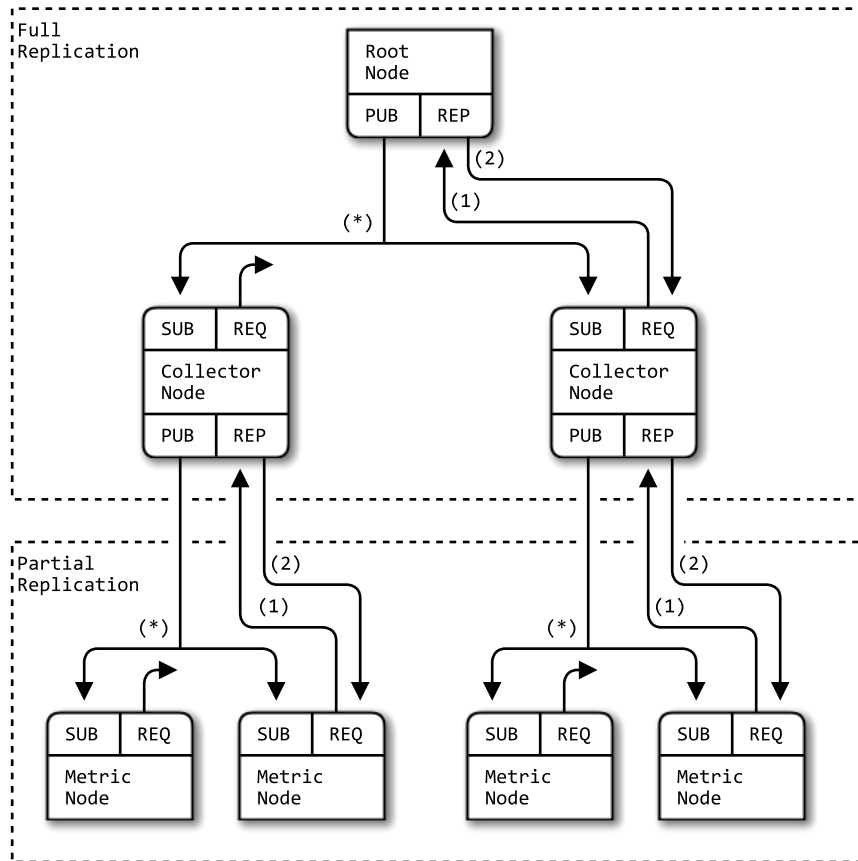 Full
Replication
Root
Node
PUB REP
(2)
(1)
(*)
SUB REQ
Collector
Node
PUB REP
SUB REQ
Collector
Node
PUB REP
Partial
Replication
(2)
(1)
(*)
(2)
(1)
(*)
SUB REQ
Metric
Node
SUB REQ
Metric
Node
SUB REQ
Metric
Node
SUB REQ
Metric
Node